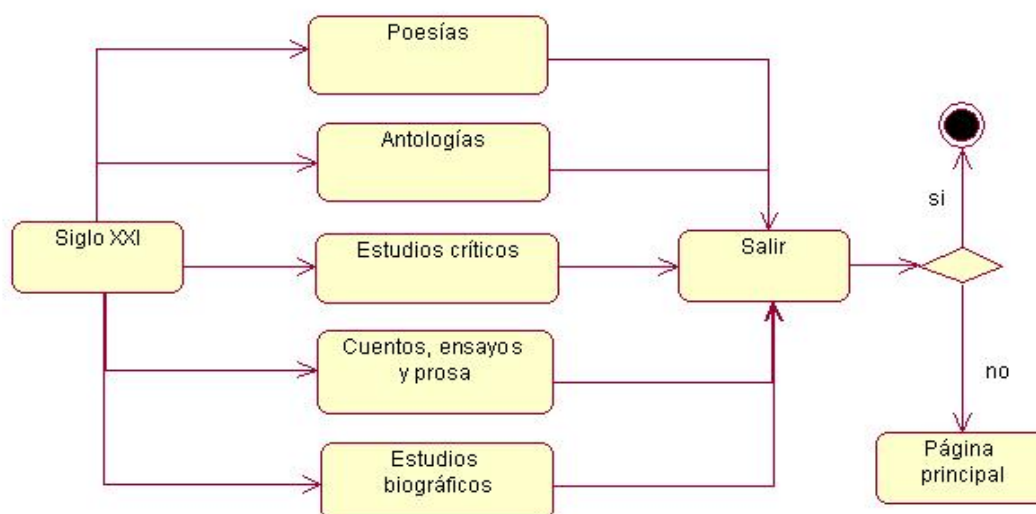 Poesías
Antologías
Siglo XXI
Estudios críticos
Salir
Cuentos, ensayos
y prosa
Estudios
biográficos
si
no
Página
principal